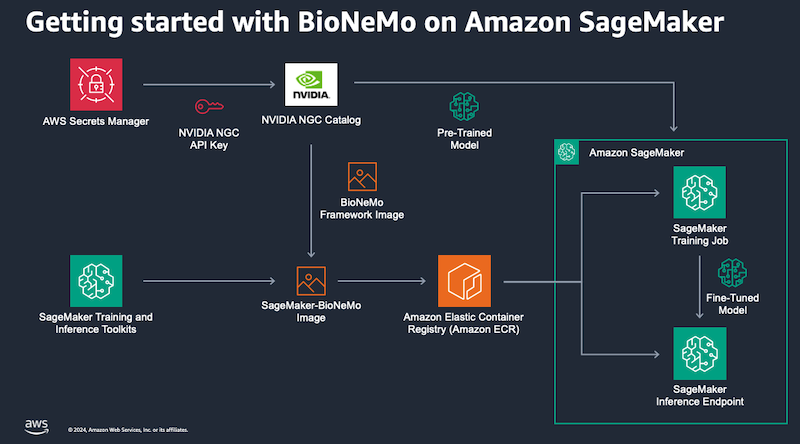 Getting started with BioNeMo on Amazon SageMaker
AWS Secrets Manager
NVIDIA NGC
API Key
NVIDIA.
NVIDIA NGC Catalog
Pre-Trained
Model
Amazon SageMaker
BioNeMo
Framework Image
SageMaker
Training Job
SageMaker Training and
Inference Toolkits
SageMaker-BioNeMo
Image
Amazon Elastic Container
Registry (Amazon ECR)
Fine-Tuned
Model
SageMaker
Inference Endpoint
aws
© 2024, Amazon Web Services, Inc. or its affiliates.